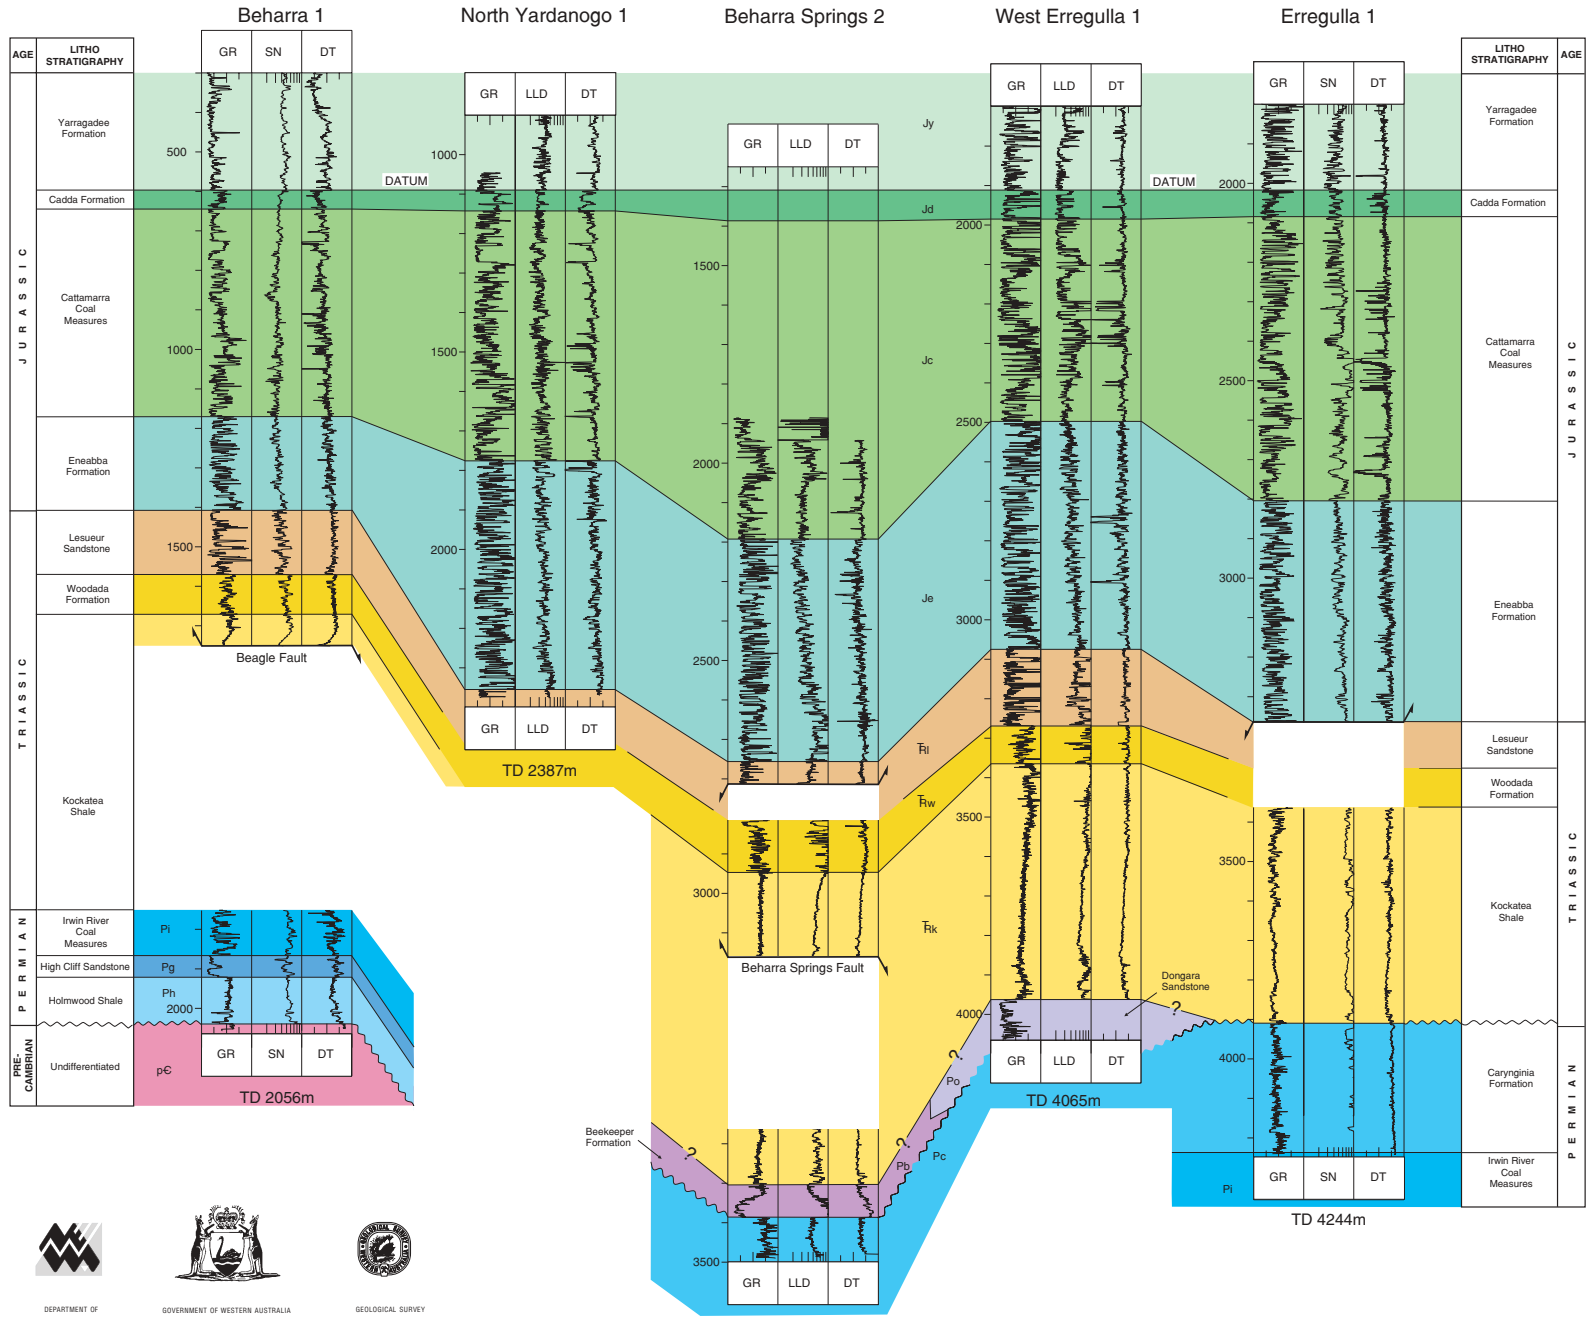 Beharra 1
North Yardanogo 1
Beharra Springs 2
West Erregulla 1
Erregulla 1
AGE
LITHO
STRATIGRAPHY
GR
SN
DT
GR
LLD
DT
GR
LLD
DT
GR
LLD
DT
GR
SN
DT
LITHO
STRATIGRAPHY
AGE
JURASSIC
TRIASSIC
PERMIAN
PRE-
CAMBRIAN
Yarragadee
Formation
Cadda Formation
Cattamarra
Coal
Measures
Eneabba
Formation
Lesueur
Sandstone
Woodada
Formation
Kockatea
Shale
Irwin River
Coal
Measures
High Cliff Sandstone
Holmwood Shale
Undifferentiated
500
1000
1500
2000
Beagle Fault
Pi
Pg
Ph
p€
GR
SN
DT
TD 2056m
DATUM
1000
1500
2000
GR
LLD
DT
TD 2387m
1500
2000
2500
3000
3500
Beharra Springs Fault
Beekeeper
Formation
?
?
?
GR
LLD
DT
Jy
Jd
Jc
Je
Ꞧl
Ꞧw
Ꞧk
Po
Pb
Pc
2000
2500
3000
3500
4000
Dongara
Sandstone
?
GR
LLD
DT
TD 4065m
DATUM
2000
2500
3000
3500
4000
Pi
GR
SN
DT
TD 4244m
Yarragadee
Formation
Cadda Formation
Cattamarra
Coal
Measures
Eneabba
Formation
Lesueur
Sandstone
Woodada
Formation
Kockatea
Shale
Carynginia
Formation
Irwin River
Coal
Measures
JURASSIC
TRIASSIC
PERMIAN
DEPARTMENT OF
GOVERNMENT OF WESTERN AUSTRALIA
GEOLOGICAL SURVEY